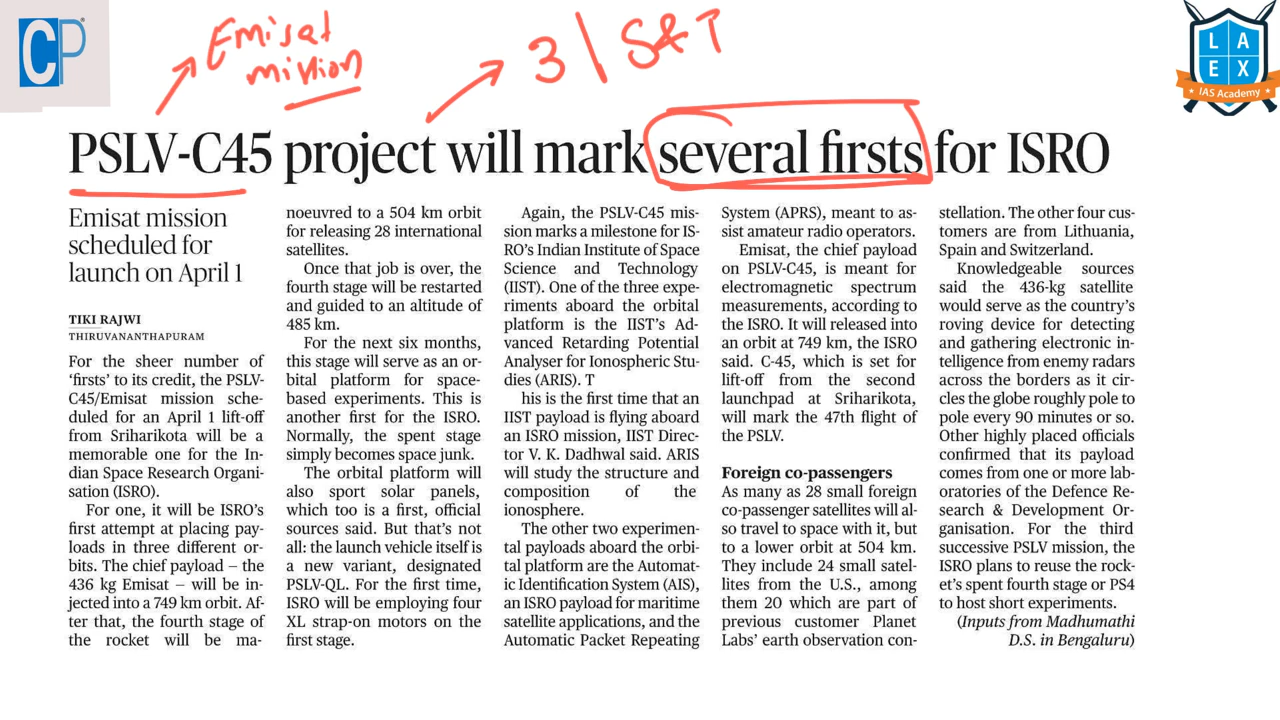 CP
Emisat
mission
3 | S&T
L A
E X
IAS Academy
PSLV-C45 project will mark several firsts for ISRO
Emisat mission
scheduled for
launch on April 1
TIKI RAJWI
THIRUVANANTHAPURAM
For the sheer number of
‘firsts’ to its credit, the PSLV-
C45/Emisat mission sche-
duled for an April 1 lift-off
from Sriharikota will be a
memorable one for the In-
dian Space Research Organi-
sation (ISRO).
For one, it will be ISRO’s
first attempt at placing pay-
loads in three different or-
bits. The chief payload — the
436 kg Emisat — will be in-
jected into a 749 km orbit. Af-
ter that, the fourth stage of
the rocket will be ma-
noeuvred to a 504 km orbit
for releasing 28 international
satellites.
Once that job is over, the
fourth stage will be restarted
and guided to an altitude of
485 km.
For the next six months,
this stage will serve as an or-
bital platform for space-
based experiments. This is
another first for the ISRO.
Normally, the spent stage
simply becomes space junk.
The orbital platform will
also sport solar panels,
which too is a first, official
sources said. But that’s not
all: the launch vehicle itself is
a new variant, designated
PSLV-QL. For the first time,
ISRO will be employing four
XL strap-on motors on the
first stage.
Again, the PSLV-C45 mis-
sion marks a milestone for IS-
RO’s Indian Institute of Space
Science and Technology
(IIST). One of the three expe-
riments aboard the orbital
platform is the IIST’s Ad-
vanced Retarding Potential
Analyser for Ionospheric Stu-
dies (ARIS). T
his is the first time that an
IIST payload is flying aboard
an ISRO mission, IIST Direc-
tor V. K. Dadhwal said. ARIS
will study the structure and
composition of the
ionosphere.
The other two experimen-
tal payloads aboard the orbi-
tal platform are the Automat-
ic Identification System (AIS),
an ISRO payload for maritime
satellite applications, and the
Automatic Packet Repeating
System (APRS), meant to as-
sist amateur radio operators.
Emisat, the chief payload
on PSLV-C45, is meant for
electromagnetic spectrum
measurements, according to
the ISRO. It will released into
an orbit at 749 km, the ISRO
said. C-45, which is set for
lift-off from the second
launchpad at Sriharikota,
will mark the 47th flight of
the PSLV.
Foreign co-passengers
As many as 28 small foreign
co-passenger satellites will al-
so travel to space with it, but
to a lower orbit at 504 km.
They include 24 small satel-
lites from the U.S., among
them 20 which are part of
previous customer Planet
Labs’ earth observation con-
stellation. The other four cus-
tomers are from Lithuania,
Spain and Switzerland.
Knowledgeable sources
said the 436-kg satellite
would serve as the country’s
roving device for detecting
and gathering electronic in-
telligence from enemy radars
across the borders as it cir-
cles the globe roughly pole to
pole every 90 minutes or so.
Other highly placed officials
confirmed that its payload
comes from one or more lab-
oratories of the Defence Re-
search & Development Or-
ganisation. For the third
successive PSLV mission, the
ISRO plans to reuse the rock-
et’s spent fourth stage or PS4
to host short experiments.
(Inputs from Madhumathi
D.S. in Bengaluru)